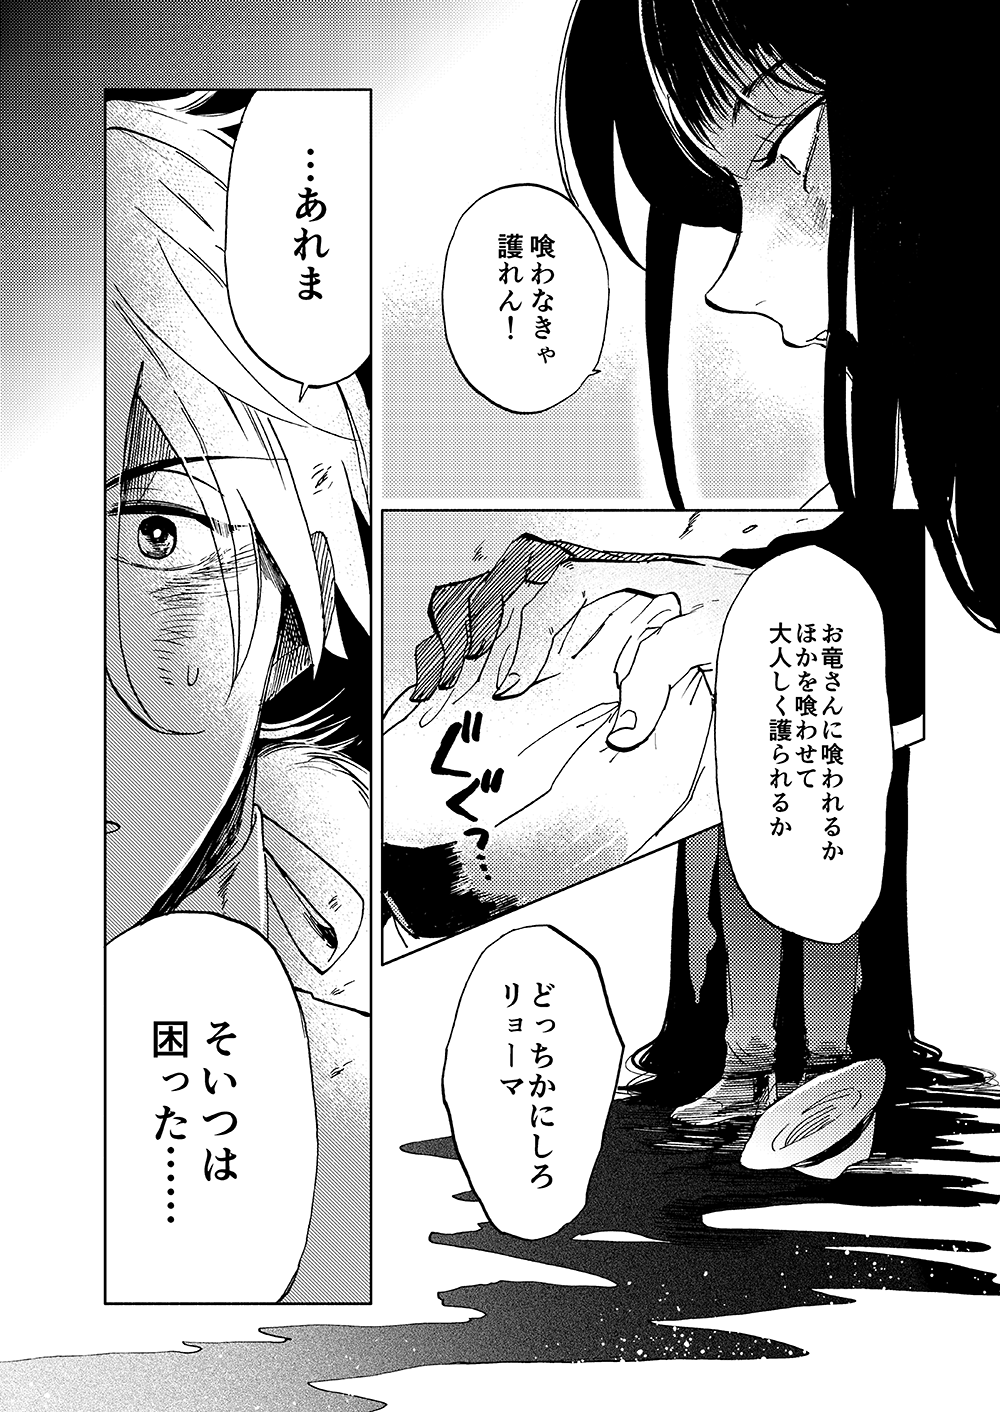 喰わなきゃ
護れん！
お竜さんに喰われるか
ほかを喰わせて
大人しく護られるか
ぐぐっ…
どっちかにしろ
リョーマ
…あれま
そいつは
困った……